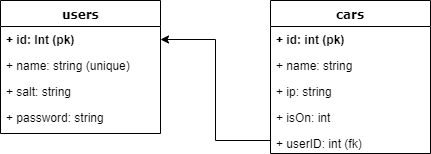 users
+ id: Int (pk)
+ name: string (unique)
+ salt: string
+ password: string
cars
+ id: int (pk)
+ name: string
+ ip: string
+ isOn: int
+ userID: int (fk)